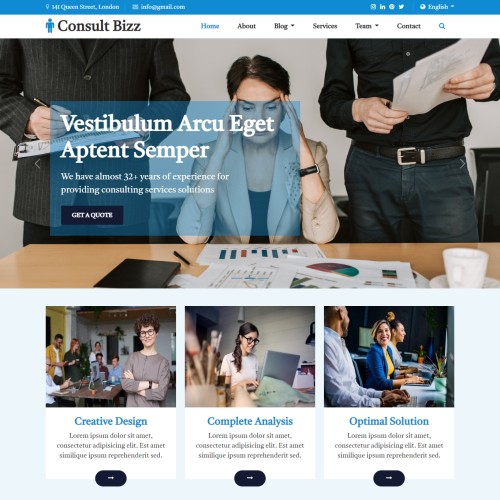 141 Queen Street, London info@gmail.com English
Consult Bizz Home About Blog Services Team Contact
Vestibulum Arcu Eget
Aptent Semper
We have almost 32+ years of experience for
providing consulting services solutions
GET A QUOTE
Creative Design
Lorem ipsum dolor sit amet,
consectetur adipisicing elit. Est amet
similique ipsum reprehenderit.
Complete Analysis
Lorem ipsum dolor sit amet,
consectetur adipisicing elit. Est amet
similique ipsum reprehenderit.
Optimal Solution
Lorem ipsum dolor sit amet,
consectetur adipisicing elit. Est amet
similique ipsum reprehenderit.